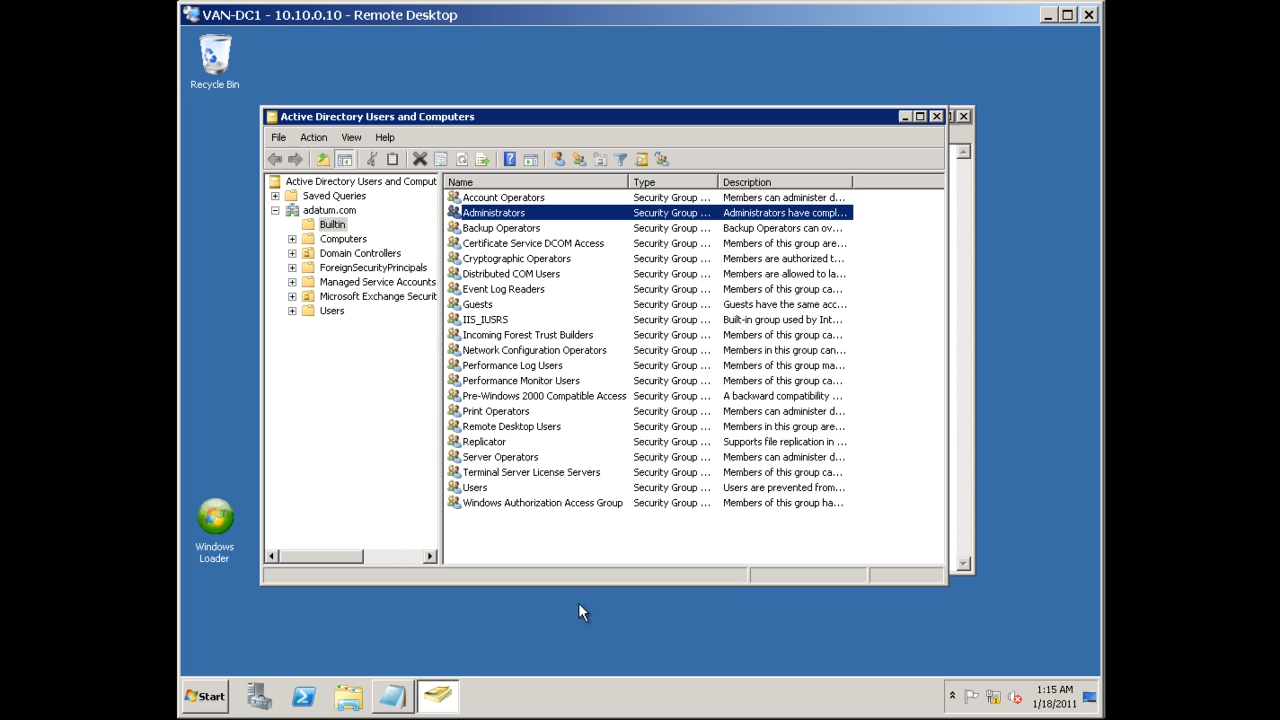 VAN-DC1 - 10.10.0.10 - Remote Desktop
Recycle Bin
Active Directory Users and Computers
File Action View Help
Active Directory Users and Comput
Saved Queries
adatum.com
Builtin
Computers
Domain Controllers
ForeignSecurityPrincipals
Managed Service Accounts
Microsoft Exchange Securit
Users
Name Type Description
Account Operators Security Group ... Members can administer d...
Administrators Security Group ... Administrators have compl...
Backup Operators Security Group ... Backup Operators can ov...
Certificate Service DCOM Access Security Group ... Members of this group are...
Cryptographic Operators Security Group ... Members are authorized t...
Distributed COM Users Security Group ... Members are allowed to la...
Event Log Readers Security Group ... Members of this group ca...
Guests Security Group ... Guests have the same acc...
IIS_IUSRS Security Group ... Built-in group used by Int...
Incoming Forest Trust Builders Security Group ... Members of this group ca...
Network Configuration Operators Security Group ... Members in this group can...
Performance Log Users Security Group ... Members of this group ma...
Performance Monitor Users Security Group ... Members of this group ca...
Pre-Windows 2000 Compatible Access Security Group ... A backward compatibility ...
Print Operators Security Group ... Members can administer d...
Remote Desktop Users Security Group ... Members in this group are...
Replicator Security Group ... Supports file replication in ...
Server Operators Security Group ... Members can administer d...
Terminal Server License Servers Security Group ... Members of this group ca...
Users Security Group ... Users are prevented from...
Windows Authorization Access Group Security Group ... Members of this group ha...
Windows
Loader
Start
1:15 AM
1/18/2011